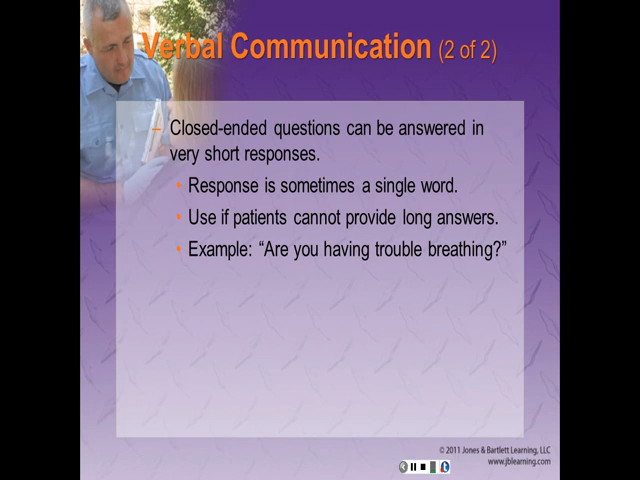 Verbal Communication (2 of 2)
– Closed-ended questions can be answered in
very short responses.
• Response is sometimes a single word.
• Use if patients cannot provide long answers.
• Example: “Are you having trouble breathing?”
© 2011 Jones & Bartlett Learning, LLC
www.jblearning.com